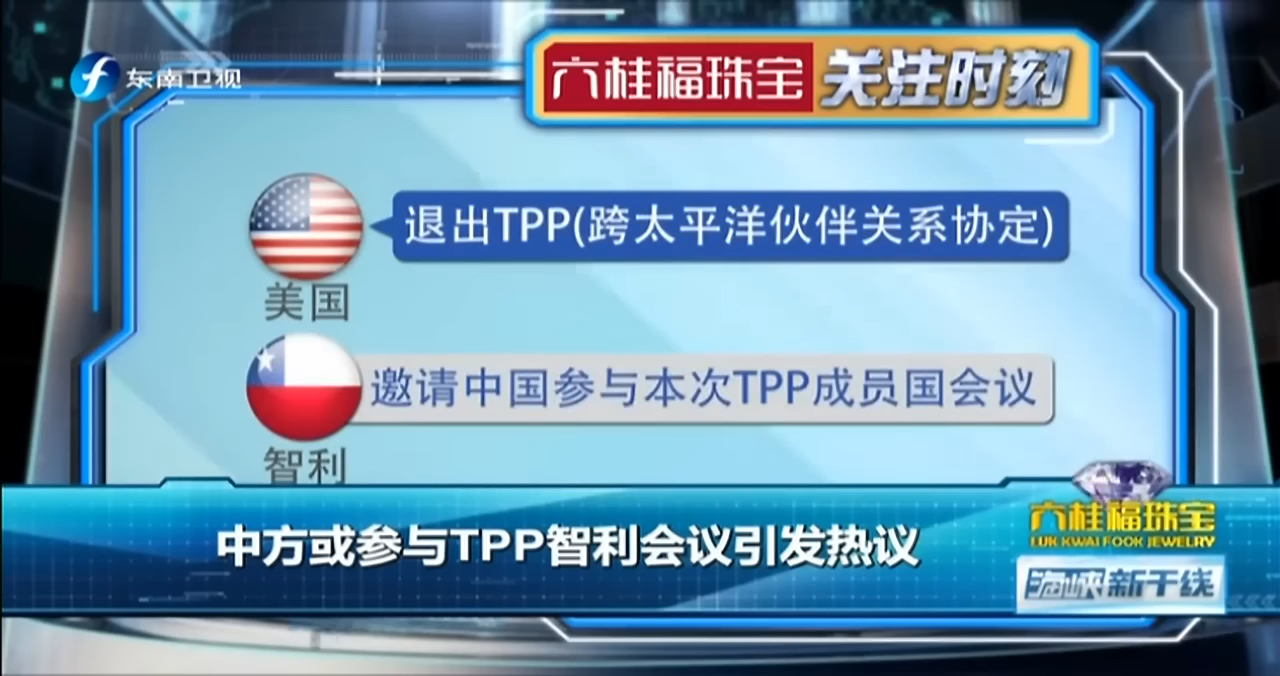 东南卫视
六桂福珠宝 关注时刻
退出TPP(跨太平洋伙伴关系协定)
美国
邀请中国参与本次TPP成员国会议
智利
中方或参与TPP智利会议引发热议
六桂福珠宝
LUK KWAI FOOK JEWELRY
海峡新干线